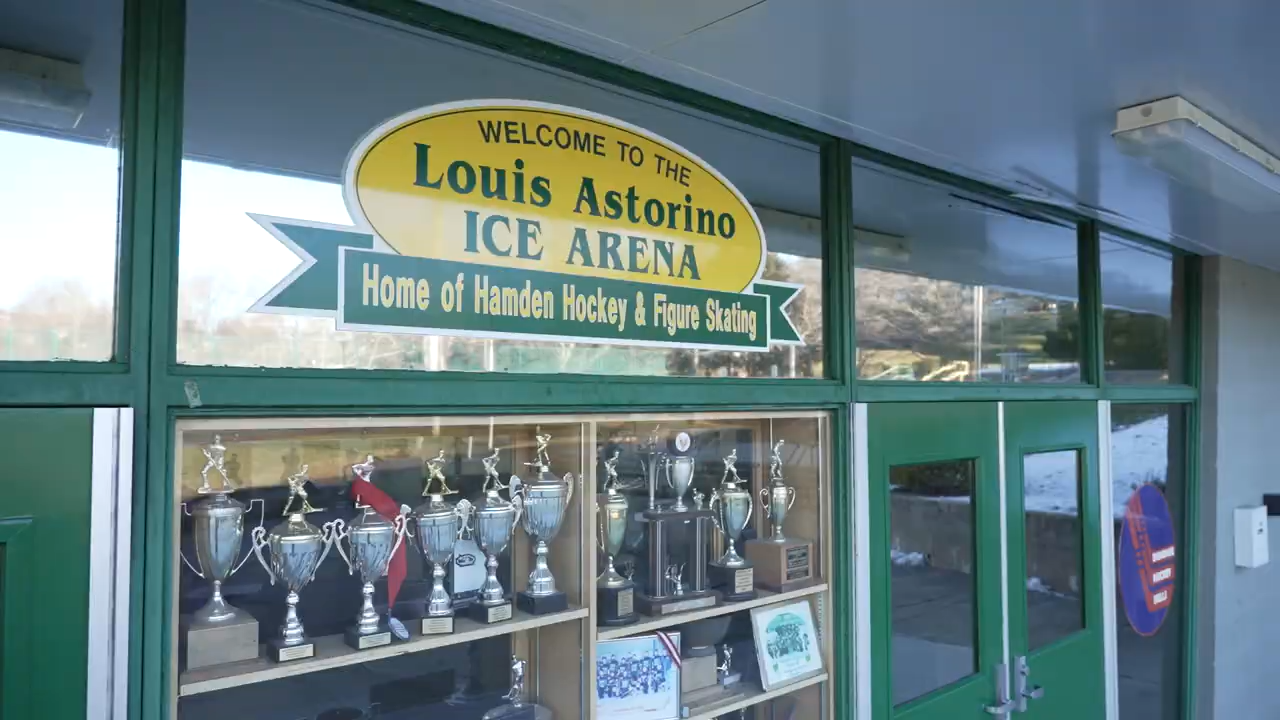 WELCOME TO THE
Louis Astorino
ICE ARENA
Home of Hamden Hockey & Figure Skating